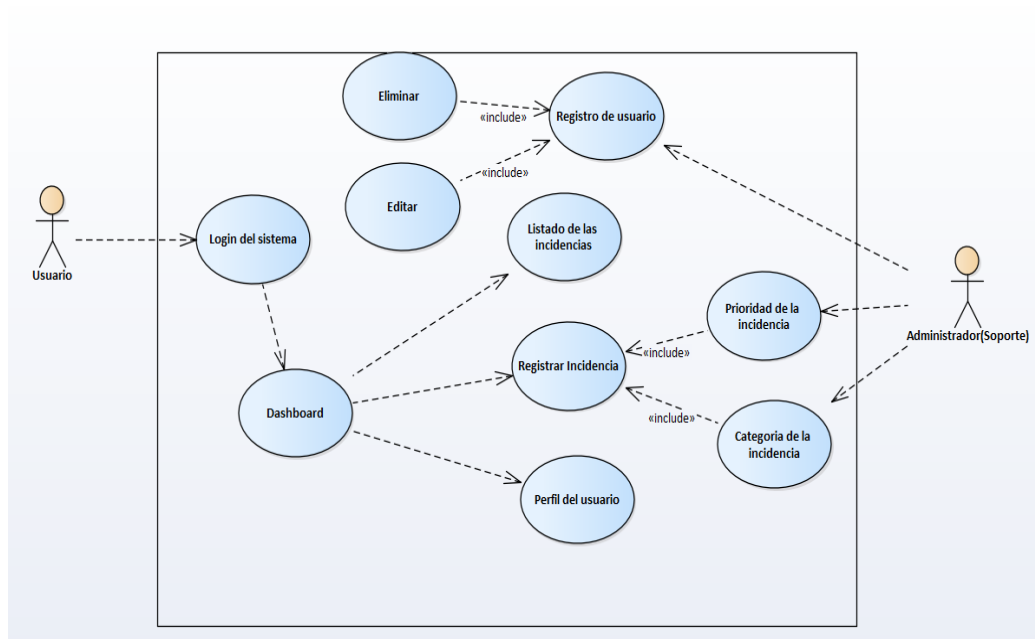 Eliminar
«include»
Registro de usuario
«include»
Editar
Listado de las
incidencias
Login del sistema
Usuario
Prioridad de la
incidencia
Administrador(Soporte)
«include»
Registrar Incidencia
Dashboard
«include»
Categoria de la
incidencia
Perfil del usuario